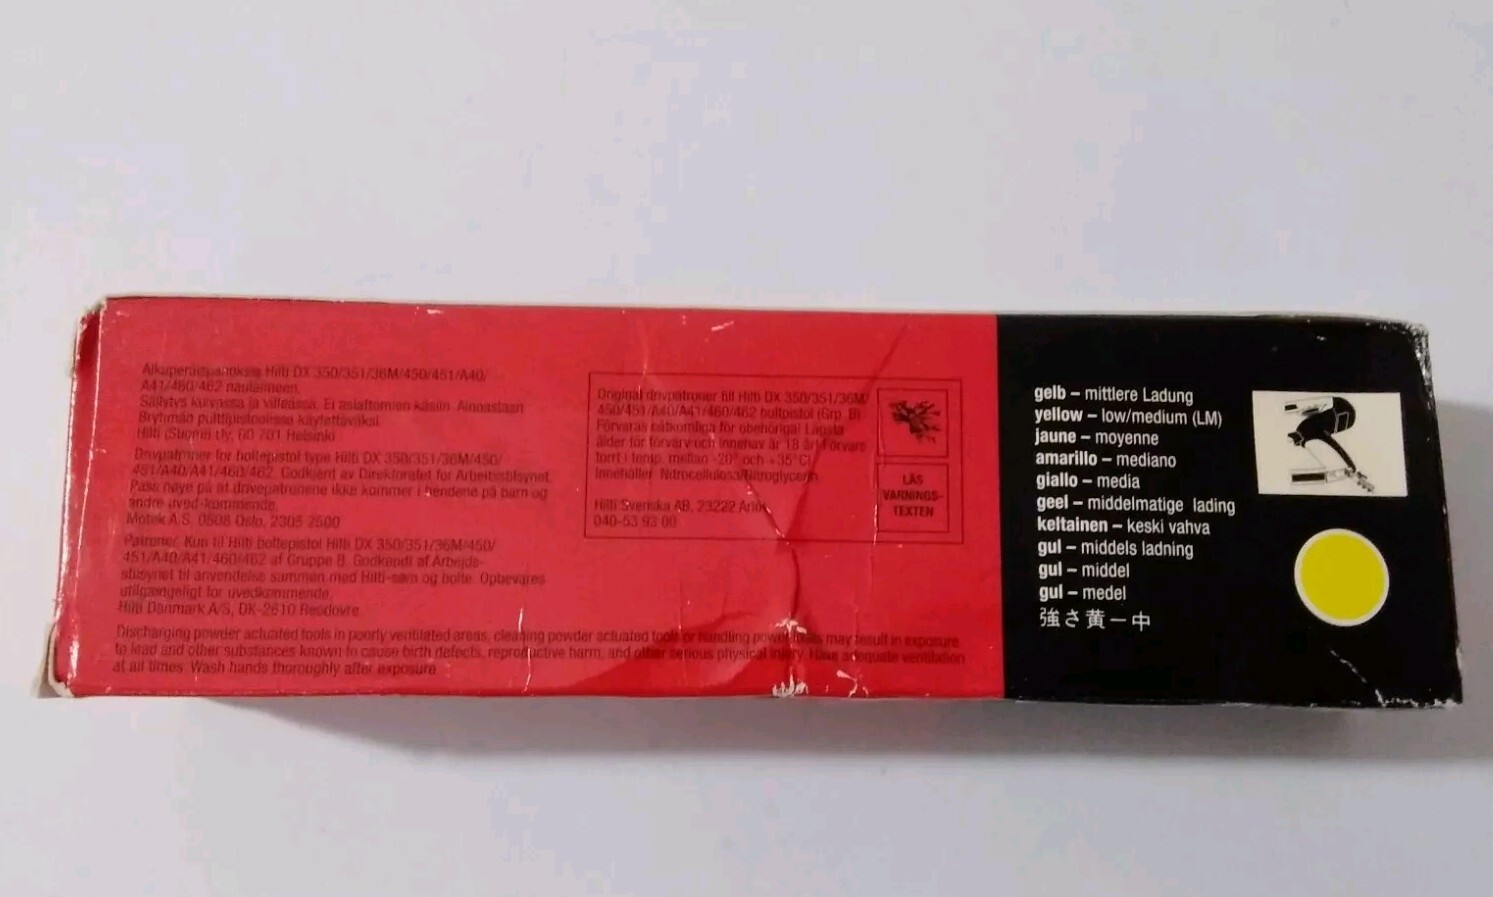 Alkuperäispanoksia Hilti DX 350/351/36M/450/451/A40/
A41/460/462 naulaimeen.
Säilytys kuivassa ja viileässä. Ei asiattomien käsiin. Ainoastaan
Ryhmän pulttipistooleissa käytettäväksi.
Hilti (Suomi) Oy, 00 701 Helsinki
Drivpatroner for boltepistol type Hilti DX 350/351/36M/450/
451/A40/A41/460/462. Godkjent av Direktoratet for Arbeidstilsynet.
Pass nøye på at drivepatronene ikke kommer i hendene på barn og
andre uved-kommende.
Motek A.S. 0508 Oslo, 2305 2500
Patroner. Kun til Hilti boltepistol Hilti DX 350/351/36M/450/
451/A40/A41/460/462 af Gruppe B. Godkendt af Arbejds-
tilsynet til anvendelse sammen med Hilti-søm og bolte. Opbevares
utilgængeligt for uvedkommende.
Hilti Danmark A/S, DK-2610 Rødovre
Discharging powder actuated tools in poorly ventilated areas, cleaning powder actuated tools or handling powder may result in exposure
to lead and other substances known to cause birth defects, reproductive harm, and other serious physical injury. Have adequate ventilation
at all times. Wash hands thoroughly after exposure
Original drivpatroner till Hilti DX 350/351/36M/
450/451/A40/A41/460/462 bultpistol (Grp. B)
Förvaras oåtkomliga för obehöriga! Lägsta
ålder för förvärv och innehav är 18 år! Förvara
torrt i temp. mellan -20° och +35°C!
Innehåller Nitrocellulosa/Nitroglycerin
Hilti Svenska AB, 23222 Arlöv
040-53 93 00
LÄS
VARNINGS-
TEXTEN
gelb – mittlere Ladung
yellow – low/medium (LM)
jaune – moyenne
amarillo – mediano
giallo – media
geel – middelmatige lading
keltainen – keski vahva
gul – middels ladning
gul – middel
gul – medel
強さ黄ー中